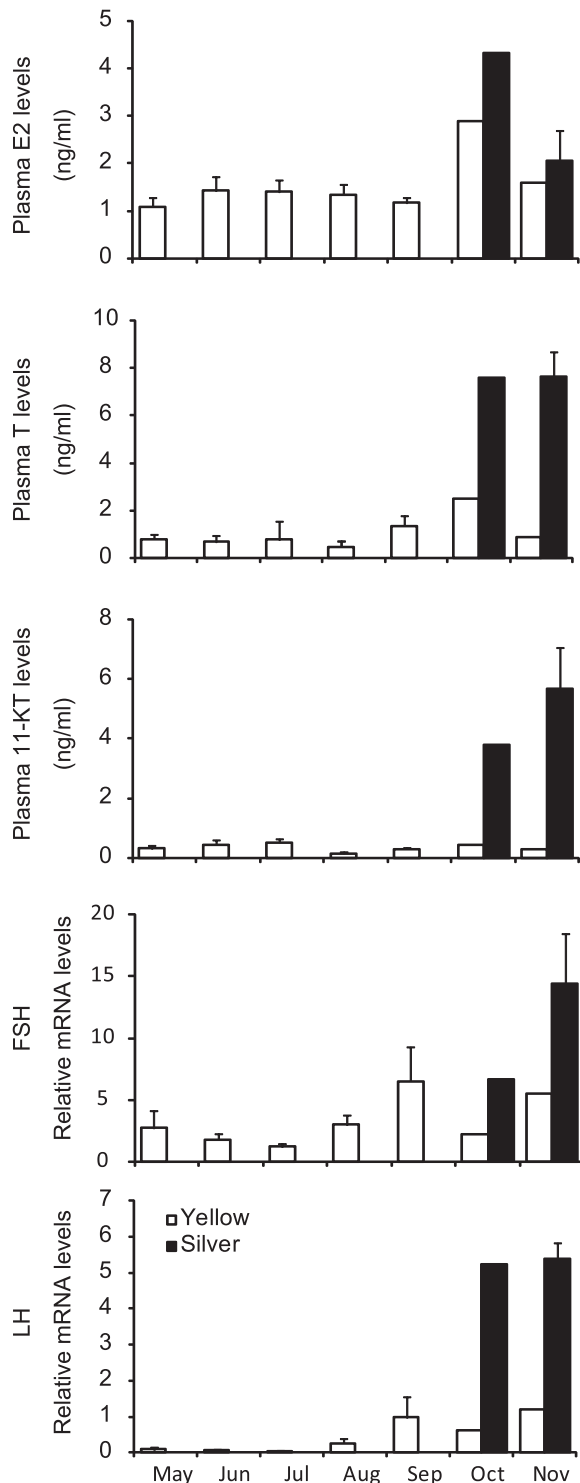 Plasma E2 levels
(ng/ml)
5
4
3
2
1
0
Plasma T levels
(ng/ml)
10
8
6
4
2
0
Plasma 11-KT levels
(ng/ml)
8
6
4
2
0
FSH
Relative mRNA levels
20
15
10
5
0
LH
Relative mRNA levels
7
6
5
4
3
2
1
0
Yellow
Silver
May Jun Jul Aug Sep Oct Nov